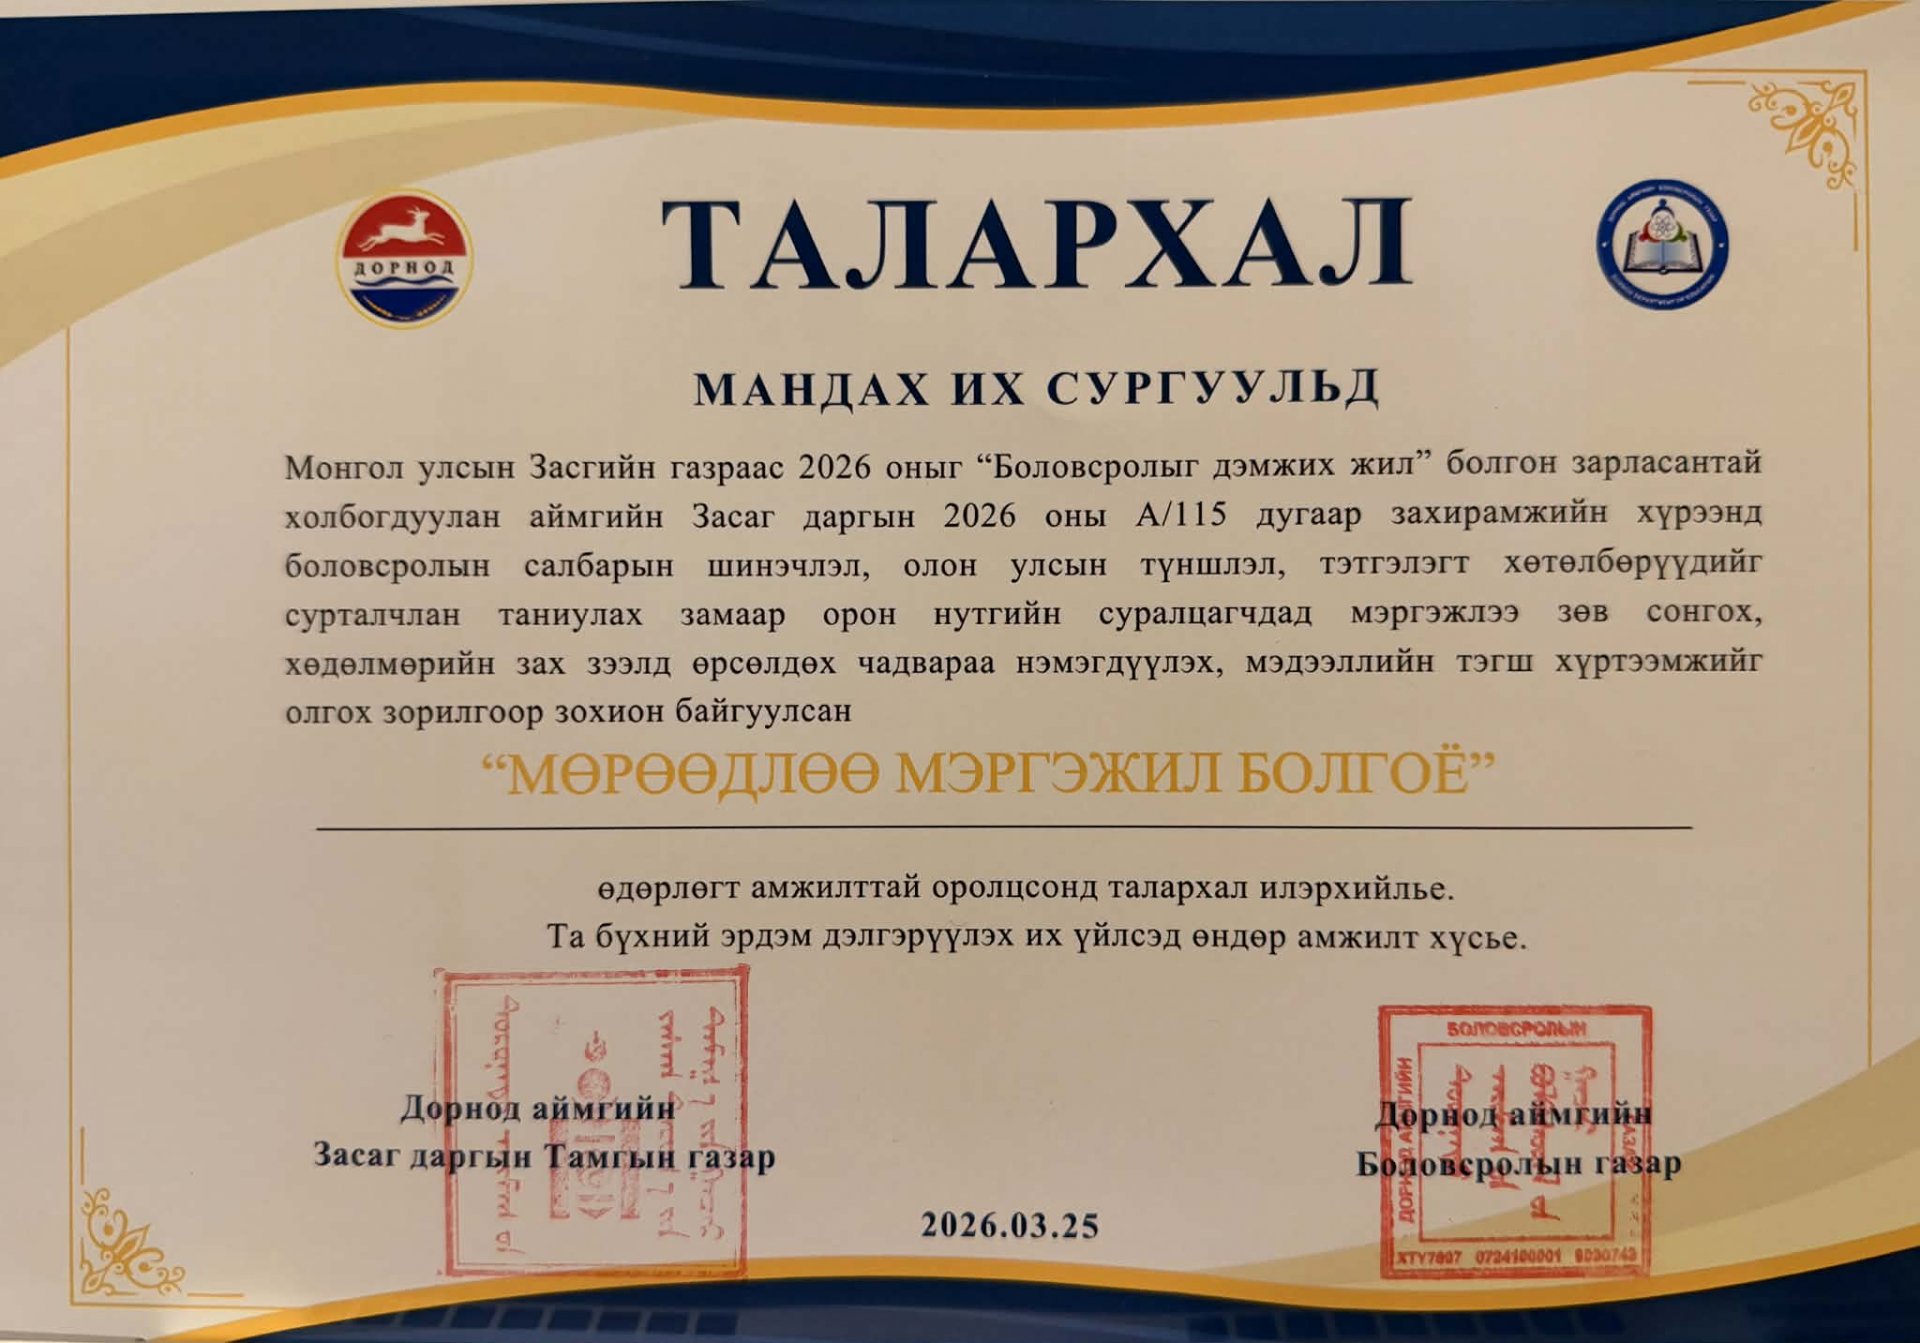 ТАЛАРХАЛ
ДОРНОД
МАНДАХ ИХ СУРГУУЛЬД
Монгол улсын Засгийн газраас 2026 оныг “Боловсролыг дэмжих жил” болгон зарласантай
холбогдуулан аймгийн Засаг даргын 2026 оны А/115 дугаар захирамжийн хүрээнд
боловсролын салбарын шинэчлэл, олон улсын түншлэл, тэтгэлэгт хөтөлбөрүүдийг
сурталчлан таниулах замаар орон нутгийн суралцагчдад мэргэжлээ зөв сонгох,
хөдөлмөрийн зах зээлд өрсөлдөх чадвараа нэмэгдүүлэх, мэдээллийн тэгш хүртээмжийг
олгох зорилгоор зохион байгуулсан
“МӨРӨӨДЛӨӨ МЭРГЭЖИЛ БОЛГОЁ”
өдөрлөгт амжилттай оролцсонд талархал илэрхийлье.
Та бүхний эрдэм дэлгэрүүлэх их үйлсэд өндөр амжилт хүсье.
Дорнод аймгийн
Засаг даргын Тамгын газар
БОЛОВСРОЛЫН
ДОРНОД АЙМГИЙН
Дорнод аймгийн
Боловсролын газар
2026.03.25